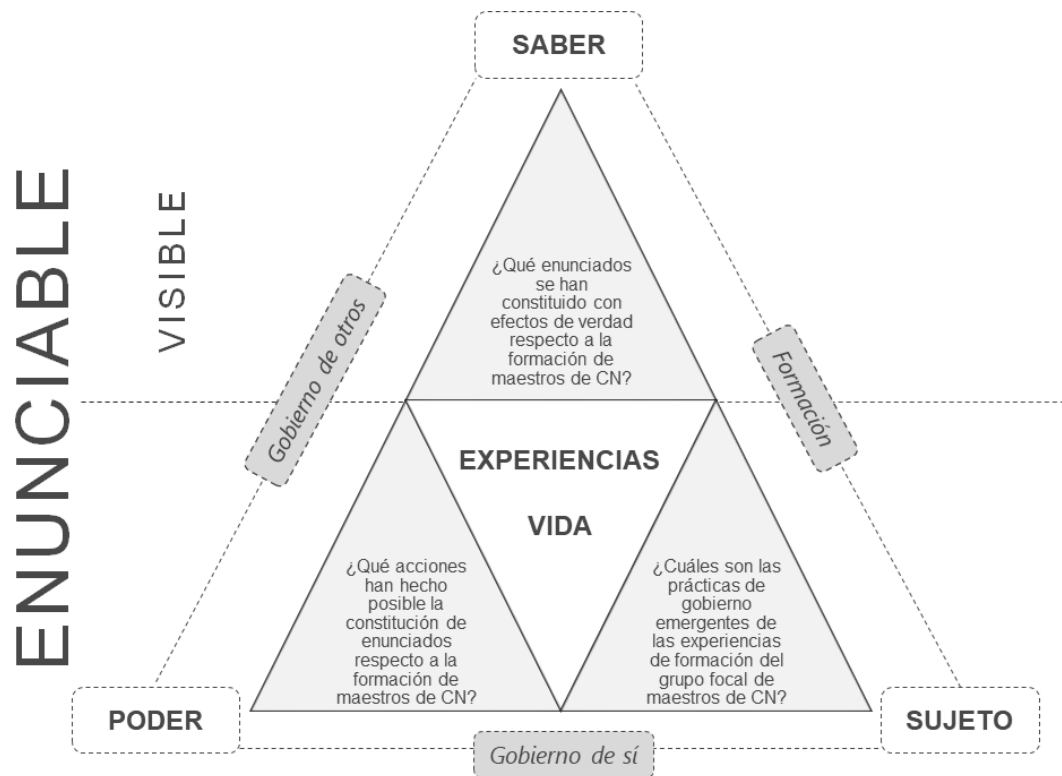 SABER
ENUNCIABLE
VISIBLE
¿Qué enunciados
se han
constituido con
efectos de verdad
respecto a la
formación de
maestros de CN?
Gobierno de otros
Formación
EXPERIENCIAS
VIDA
¿Qué acciones
han hecho
posible la
constitución de
enunciados
respecto a la
formación de
maestros de CN?
¿Cuáles son las
prácticas de
gobierno
emergentes de
las experiencias
de formación del
grupo focal de
maestros de CN?
PODER
SUJETO
Gobierno de sí